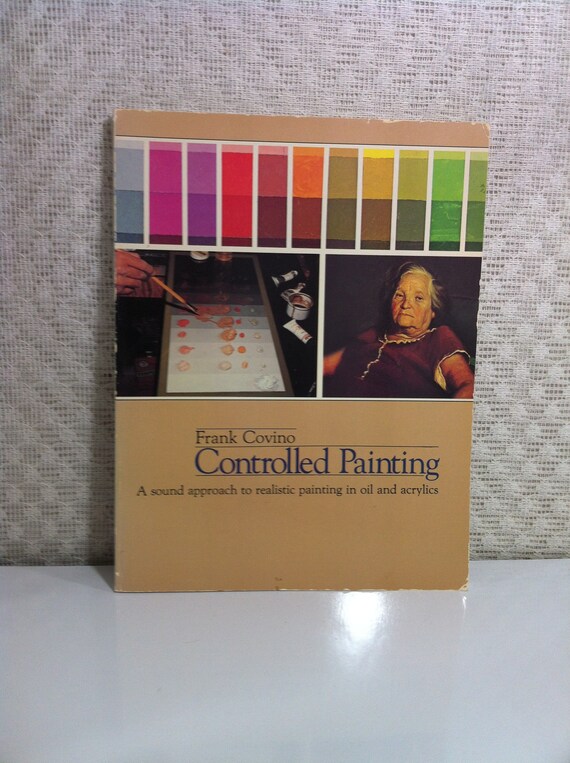 Frank Covino
Controlled Painting
A sound approach to realistic painting in oil and acrylics